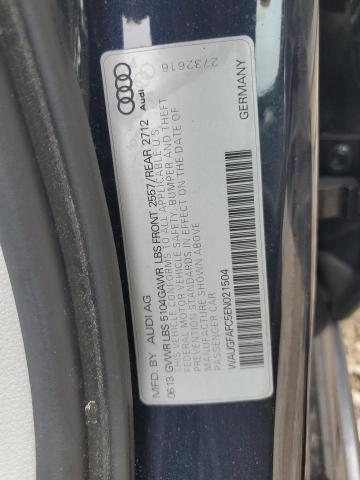 2732616
Audi
MFD. BY AUDI AG
0613 GVWR LBS 5104 GAWR LBS FRONT 2557/REAR 2712
THIS VEHICLE CONFORMS TO ALL APPLICABLE U.S.
FEDERAL MOTOR VEHICLE SAFETY, BUMPER AND THEFT
PREVENTION STANDARDS IN EFFECT ON THE DATE OF
MANUFACTURE SHOWN ABOVE
PASSENGER CAR
WAUGFAFC5EN021504
GERMANY